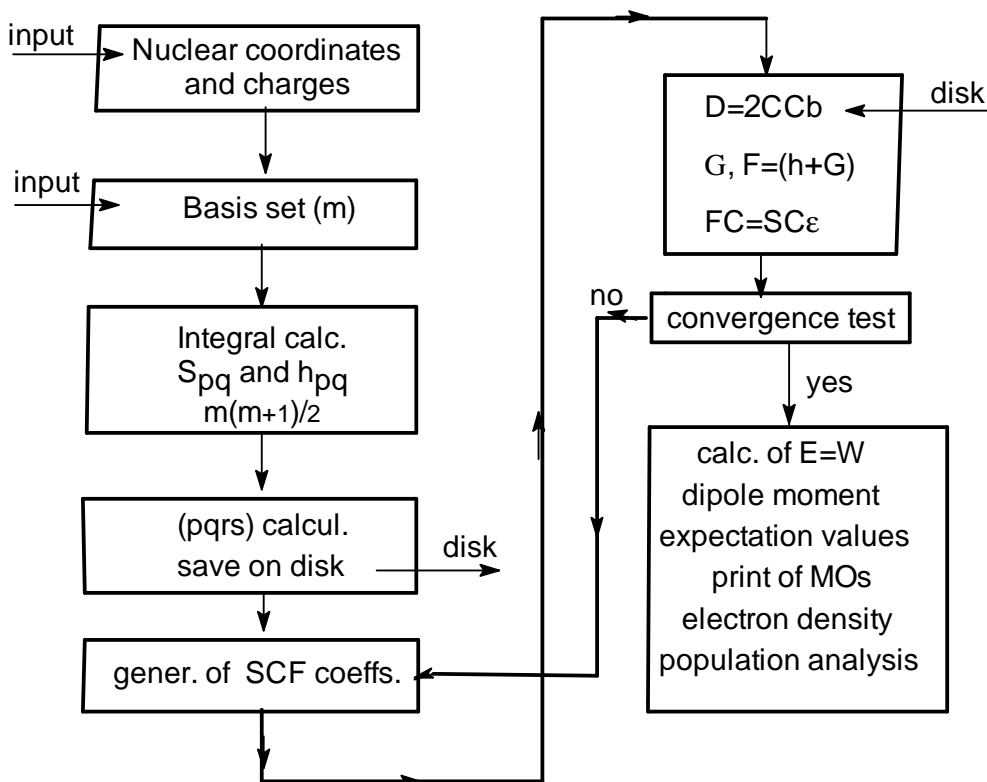 input
Nuclear coordinates
and charges
input
Basis set (m)
Integral calc.
Spq and hpq
m(m+1)/2
(pqrs) calcul.
save on disk
disk
gener. of SCF coeffs.
D=2CCb
disk
G, F=(h+G)
FC=SCε
no
convergence test
yes
calc. of E=W
dipole moment
expectation values
print of MOs
electron density
population analysis